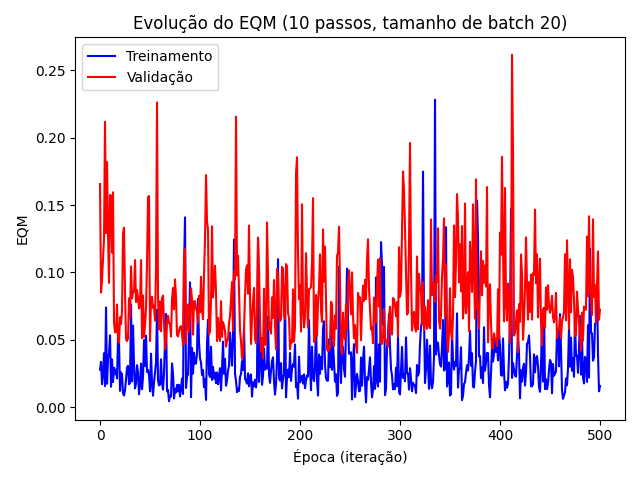 Evolução do EQM (10 passos, tamanho de batch 20)
Treinamento
Validação
EQM
0.25
0.20
0.15
0.10
0.05
0.00
0 100 200 300 400 500
Época (iteração)